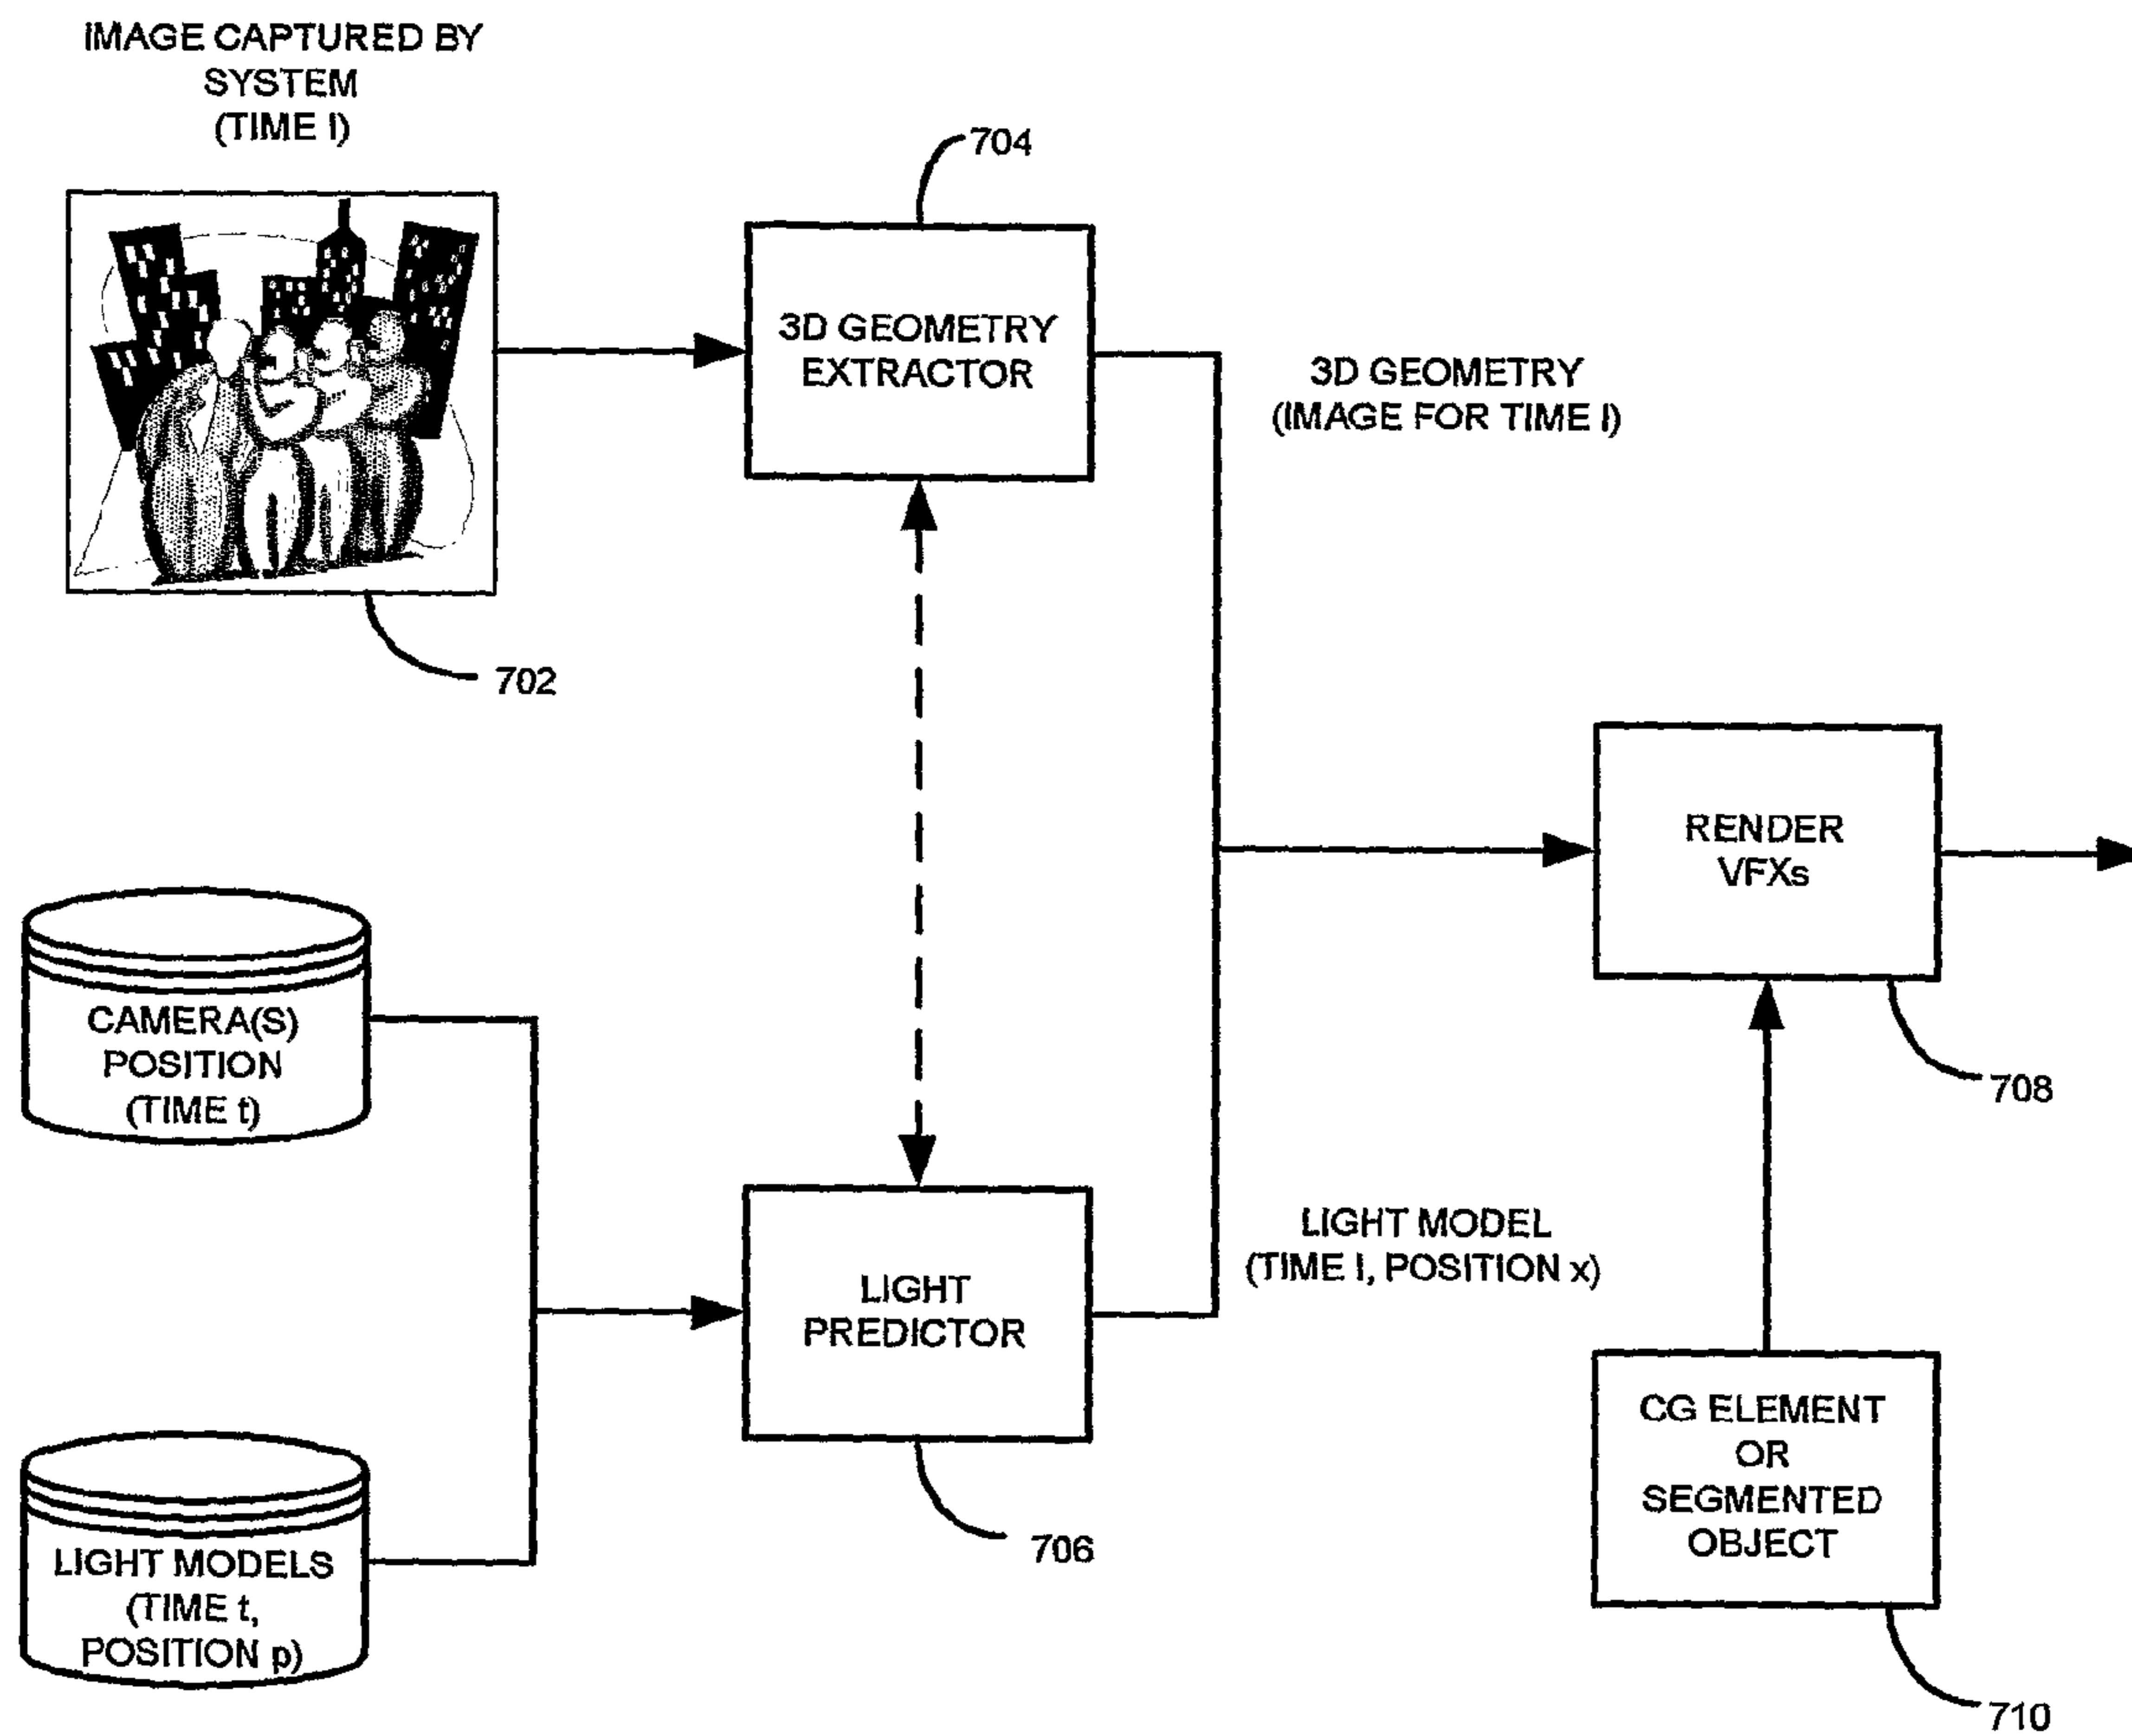 IMAGE CAPTURED BY
SYSTEM
(TIME I)
704
3D GEOMETRY
EXTRACTOR
3D GEOMETRY
(IMAGE FOR TIME I)
702
RENDER
VFXs
708
CAMERA(S)
POSITION
(TIME t)
LIGHT
PREDICTOR
LIGHT MODEL
(TIME I, POSITION x)
706
LIGHT MODELS
(TIME t,
POSITION p)
CG ELEMENT
OR
SEGMENTED
OBJECT
710